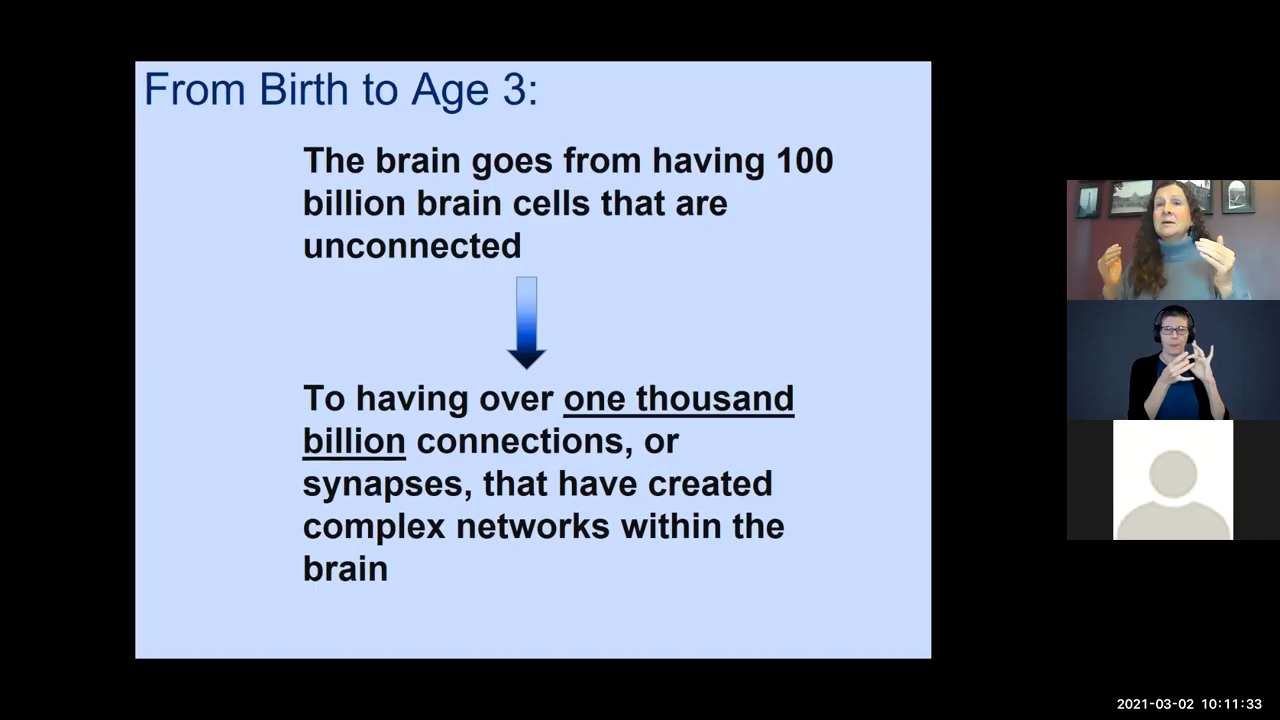 From Birth to Age 3:
The brain goes from having 100
billion brain cells that are
unconnected
To having over one thousand
billion connections, or
synapses, that have created
complex networks within the
brain
2021-03-02 10:11:33